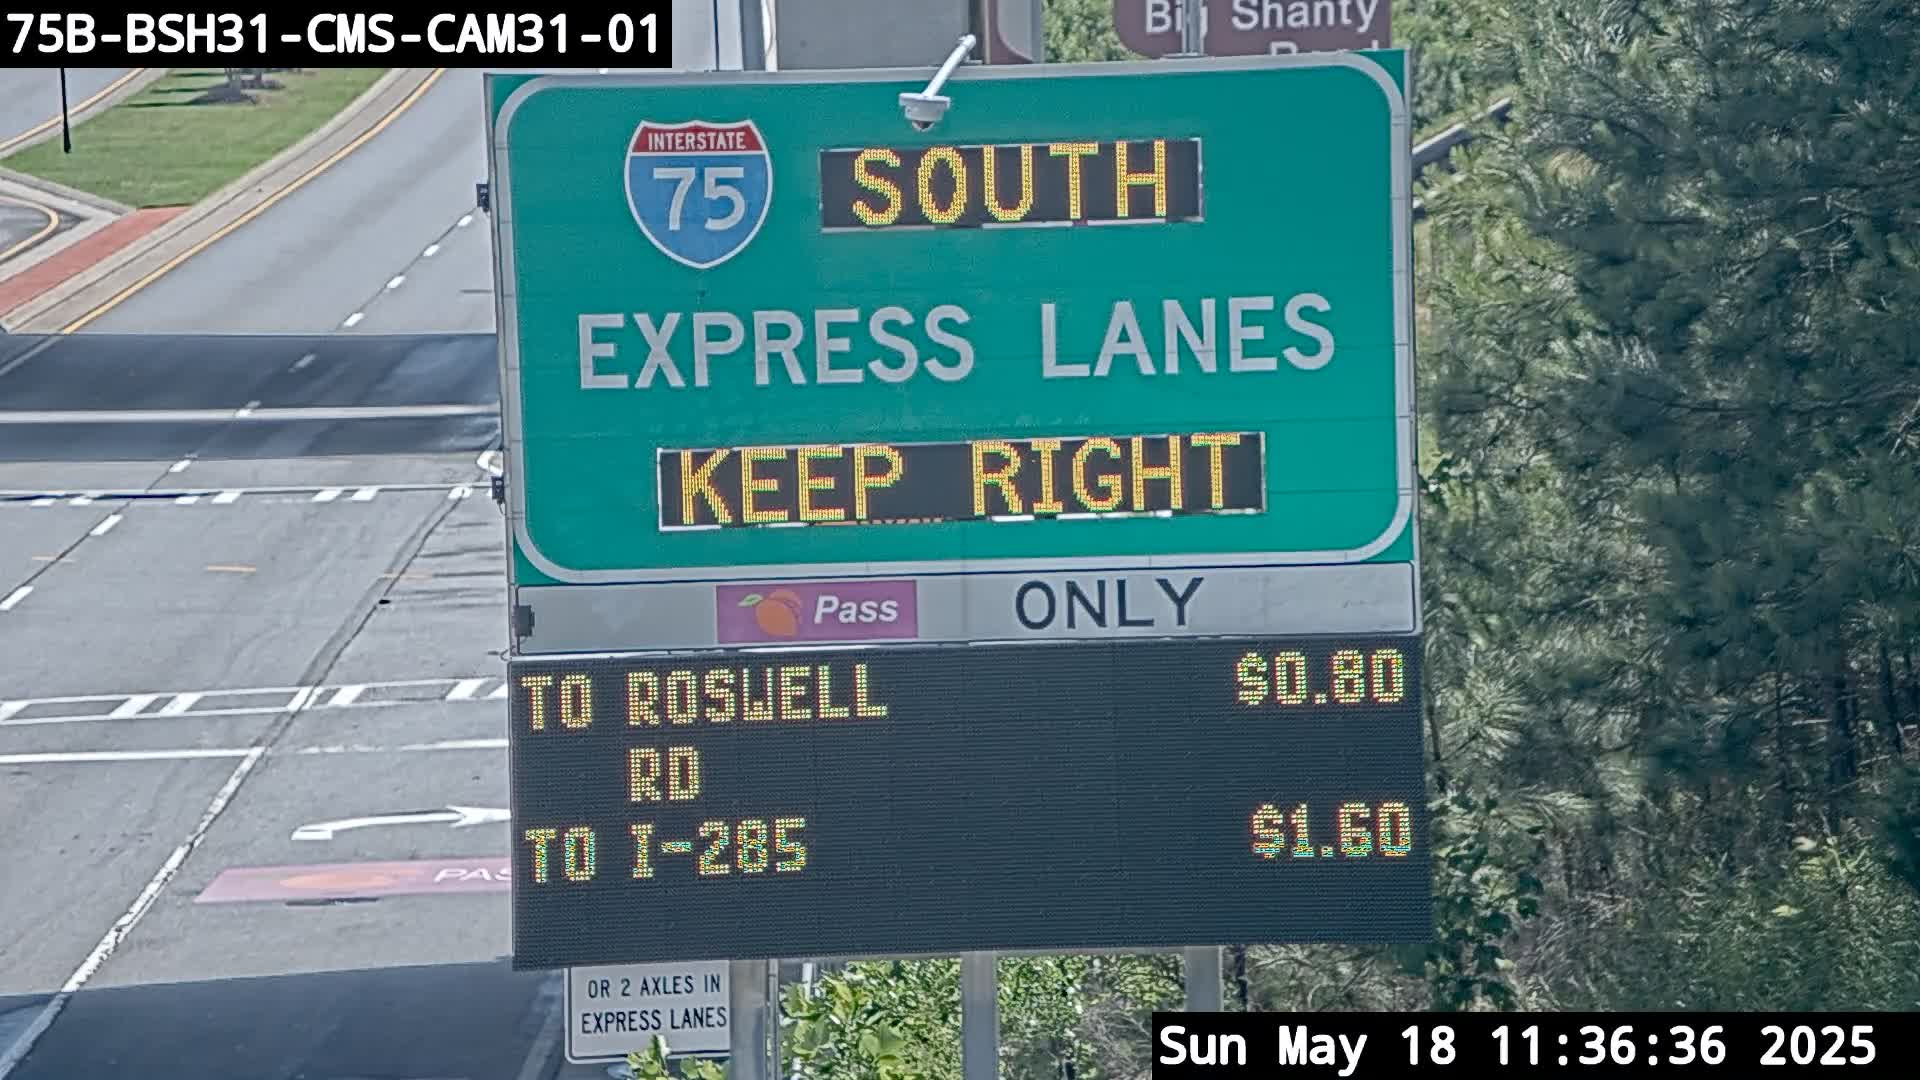 75B-BSH31-CMS-CAM31-01
Big Shanty
Road
INTERSTATE
75
SOUTH
EXPRESS LANES
KEEP RIGHT
Pass ONLY
TO ROSWELL $0.80
RD
TO I-285 $1.60
PAS
OR 2 AXLES IN
EXPRESS LANES
Sun May 18 11:36:36 2025